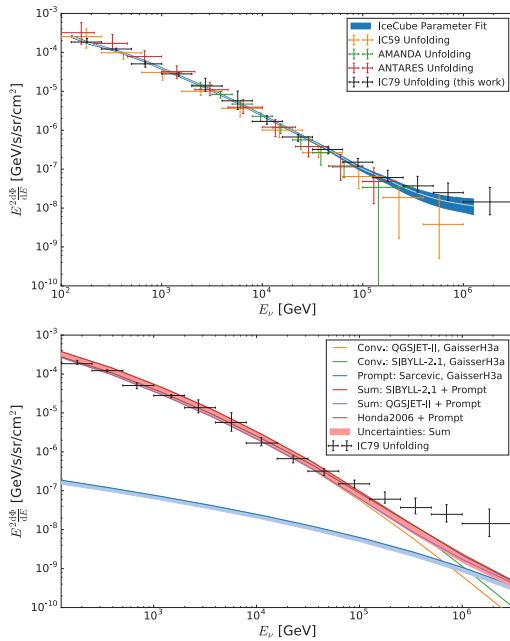 10⁻³
10⁻⁴
10⁻⁵
10⁻⁶
10⁻⁷
10⁻⁸
10⁻⁹
10⁻¹⁰
E² dΦ/dE [GeV/s/sr/cm²]
IceCube Parameter Fit
IC59 Unfolding
AMANDA Unfolding
ANTARES Unfolding
IC79 Unfolding (this work)
10² 10³ 10⁴ 10⁵ 10⁶
Eν [GeV]
10⁻³
10⁻⁴
10⁻⁵
10⁻⁶
10⁻⁷
10⁻⁸
10⁻⁹
10⁻¹⁰
E² dΦ/dE [GeV/s/sr/cm²]
Conv.: QGSJET-II, GaisserH3a
Conv.: SIBYLL-2.1, GaisserH3a
Prompt: Sarcevic, GaisserH3a
Sum: SIBYLL-2.1 + Prompt
Sum: QGSJET-II + Prompt
Honda2006 + Prompt
Uncertainties: Sum
IC79 Unfolding
10³ 10⁴ 10⁵ 10⁶
Eν [GeV]